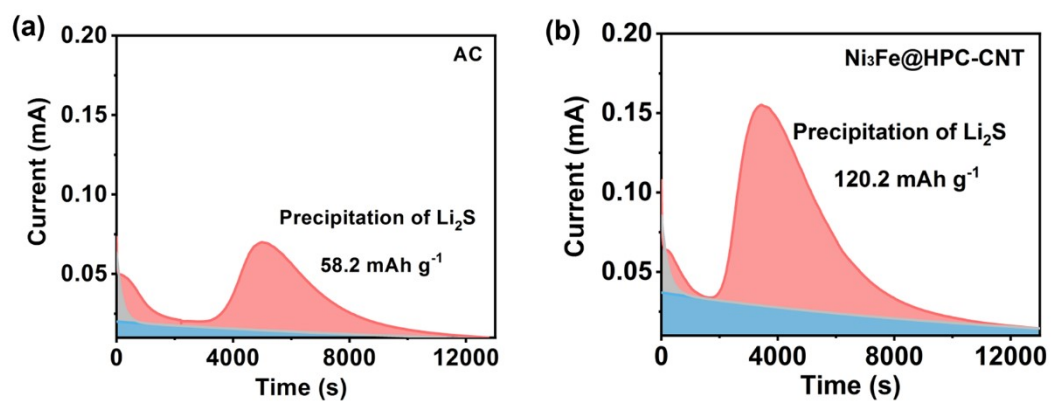 (a)
0.20
0.15
0.10
0.05
Current (mA)
AC
Precipitation of Li₂S
58.2 mAh g⁻¹
0
4000
8000
12000
Time (s)
(b)
0.20
0.15
0.10
0.05
Current (mA)
Ni₃Fe@HPC-CNT
Precipitation of Li₂S
120.2 mAh g⁻¹
0
4000
8000
12000
Time (s)